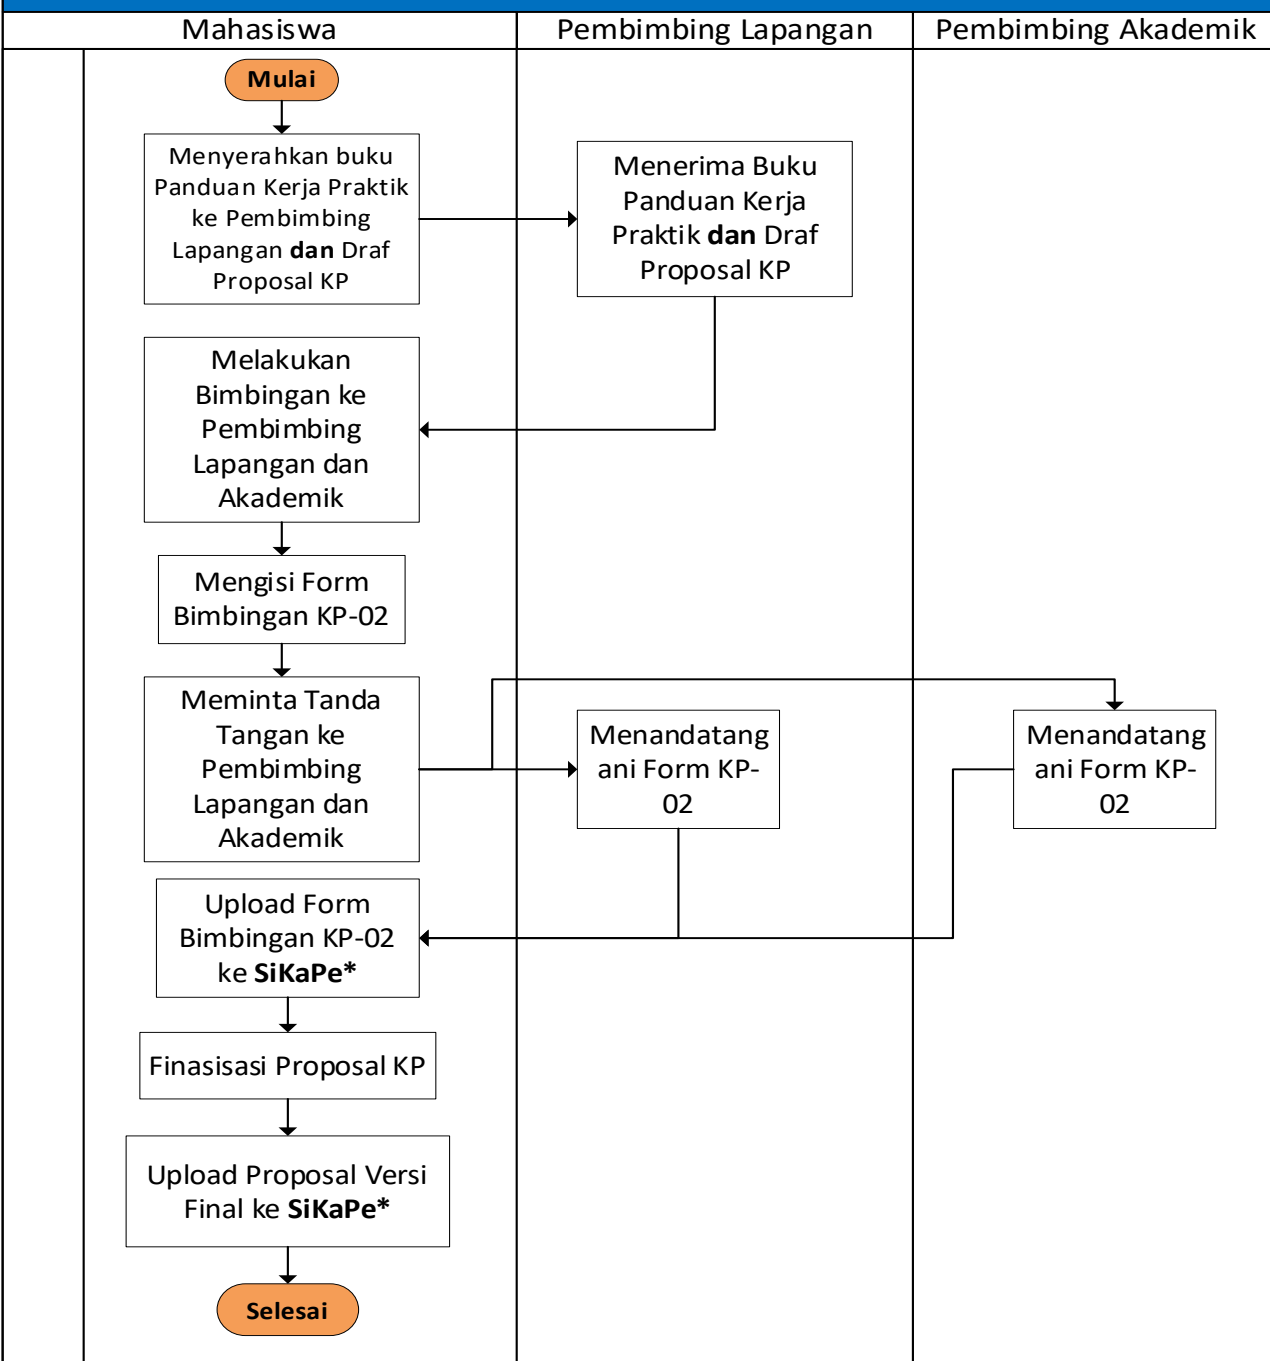 Mahasiswa
Pembimbing Lapangan
Pembimbing Akademik
Mulai
Menyerahkan buku
Panduan Kerja Praktik
ke Pembimbing
Lapangan dan Draf
Proposal KP
Menerima Buku
Panduan Kerja
Praktik dan Draf
Proposal KP
Melakukan
Bimbingan ke
Pembimbing
Lapangan dan
Akademik
Mengisi Form
Bimbingan KP-02
Meminta Tanda
Tangan ke
Pembimbing
Lapangan dan
Akademik
Menandatang
ani Form KP-
02
Menandatang
ani Form KP-
02
Upload Form
Bimbingan KP-02
ke SiKaPe*
Finasisasi Proposal KP
Upload Proposal Versi
Final ke SiKaPe*
Selesai